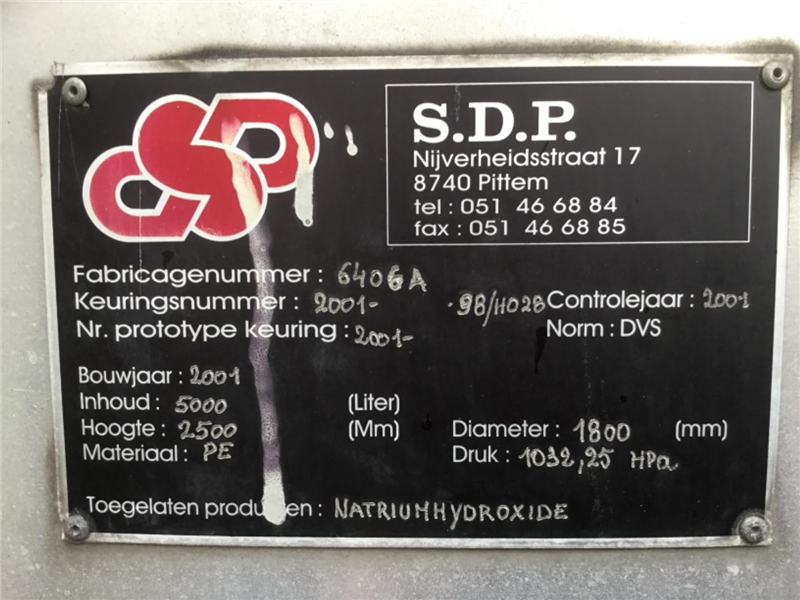 SDP
S.D.P.
Nijverheidsstraat 17
8740 Pittem
tel : 051 46 68 84
fax : 051 46 68 85
Fabricagenummer : 6406A
Keuringsnummer : 2001- 98/H028 Controlejaar : 2001
Nr. prototype keuring : 2001- Norm : DVS
Bouwjaar : 2001
Inhoud : 5000 (Liter)
Hoogte : 2500 (Mm) Diameter : 1800 (mm)
Materiaal : PE Druk : 1032,25 HPa
Toegelaten producten : NATRIUMHYDROXIDE